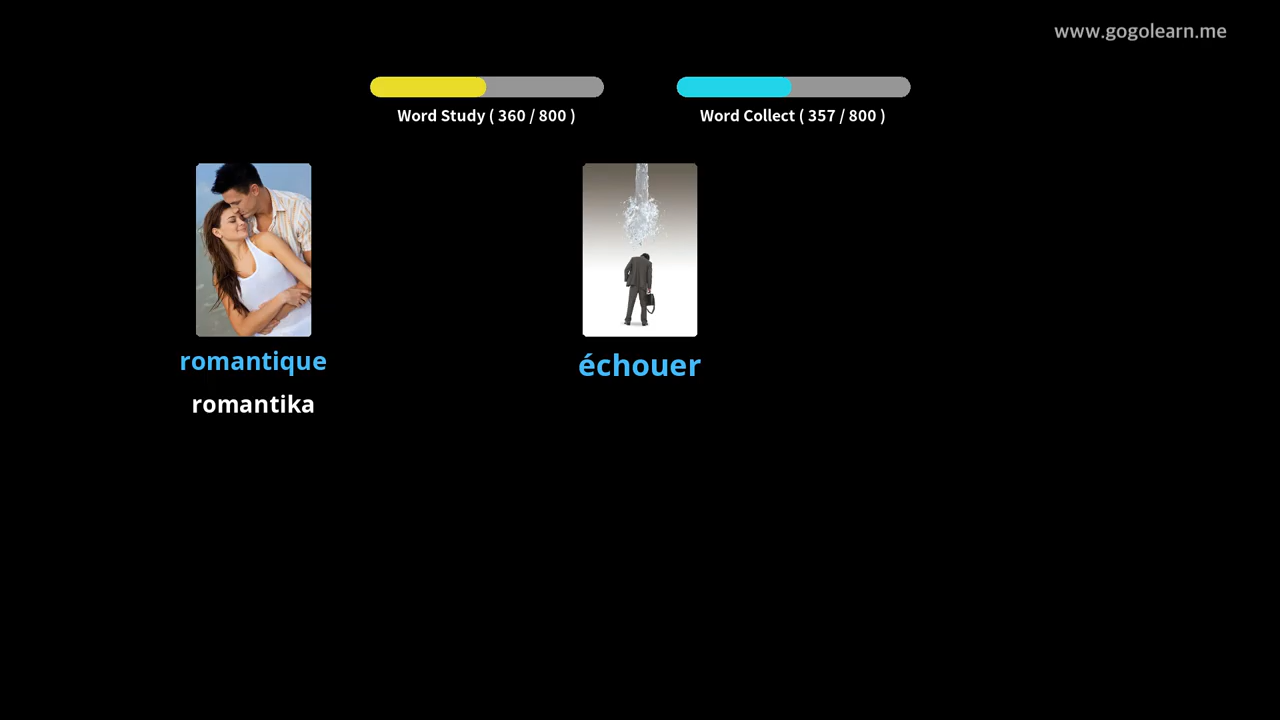 www.gogolearn.me
Word Study ( 360 / 800 )
Word Collect ( 357 / 800 )
romantique
échouer
romantika